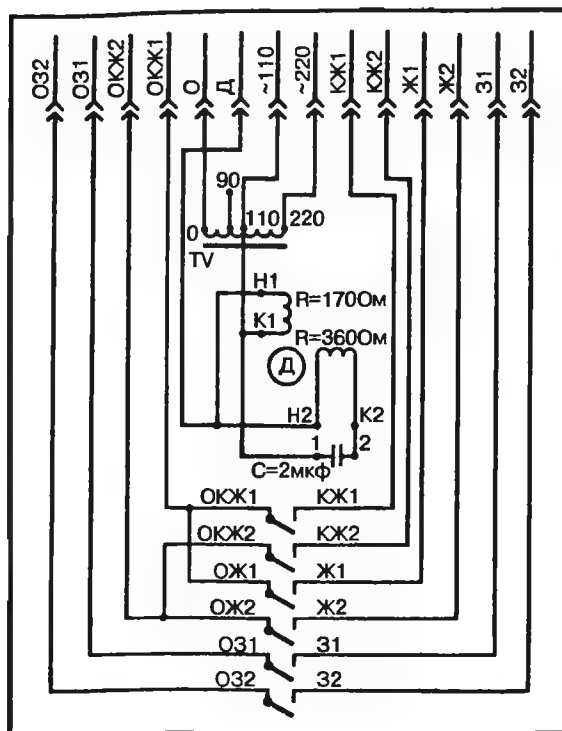 ОЗ2 ОЗ1 ОКЖ2 ОКЖ1 О Д ~110 ~220 КЖ1 КЖ2 Ж1 Ж2 З1 З2
90
0 110 220
TV
Н1
R=170Ом
К1
R=360Ом
Д
Н2 К2
1 2
С=2мкф
ОКЖ1 КЖ1
ОКЖ2 КЖ2
ОЖ1 Ж1
ОЖ2 Ж2
ОЗ1 З1
ОЗ2 З2